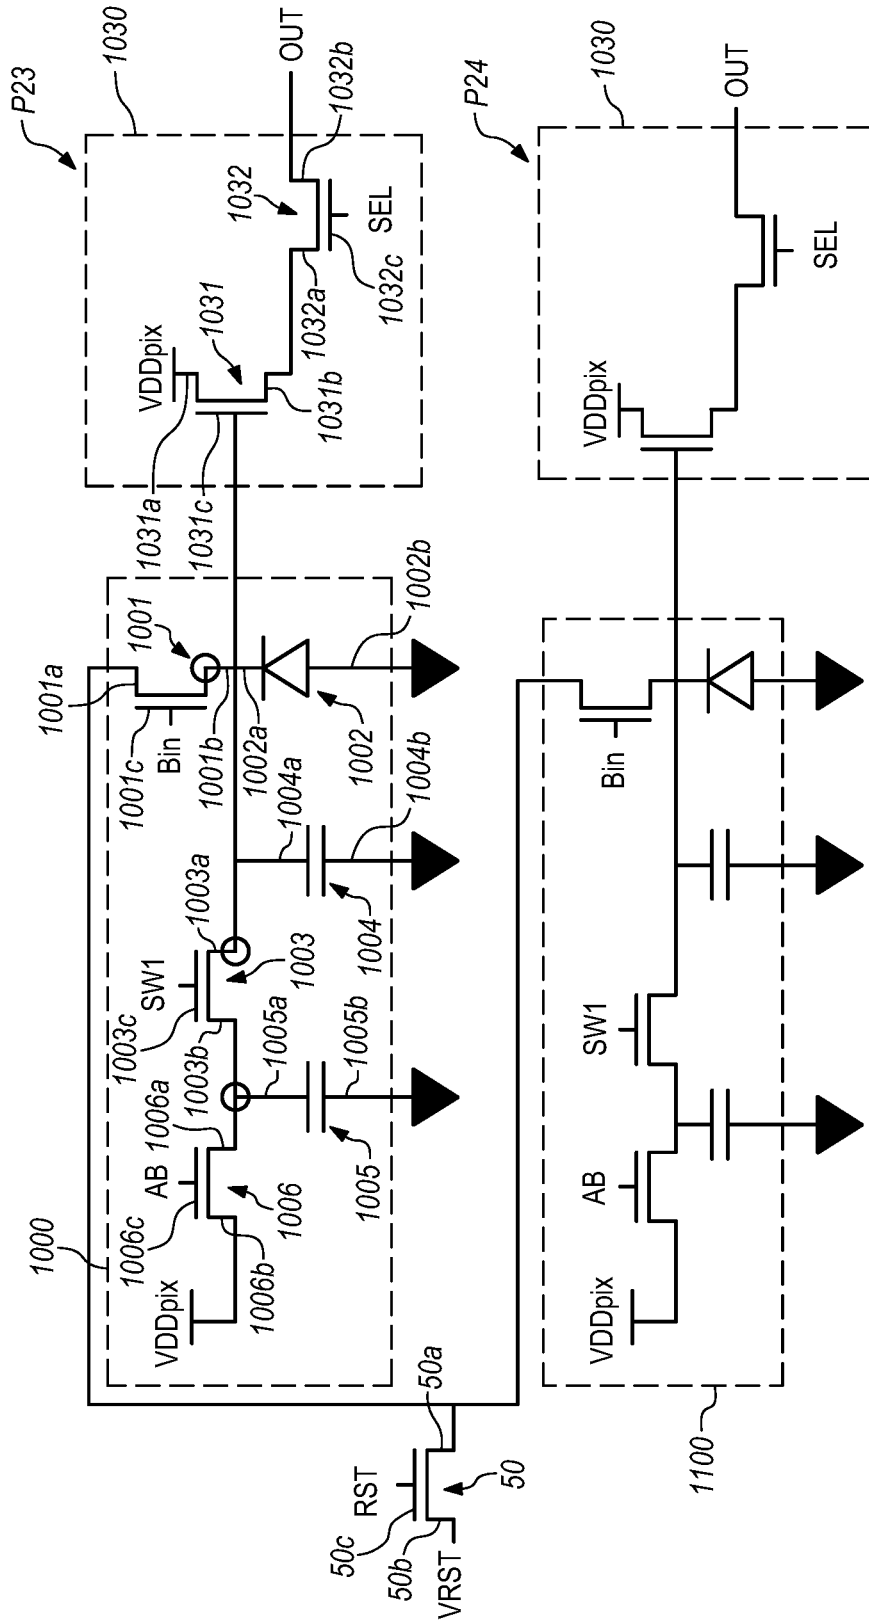 P23
1030
OUT
1032b
1032
SEL
1032c
1032a
1031
VDDpix
1031b
1031a
1031c
1001a
1001
1001c
Bin
1001b
1002a
1002
1002b
1004a
1004
1004b
1003a
1003
SW1
1003c
1003b
1005a
1005b
1005
1006a
AB
1006
1006c
1006b
VDDpix
1000
50a
RST
50
50c
50b
VRST
P24
1030
OUT
SEL
VDDpix
Bin
SW1
AB
VDDpix
1100